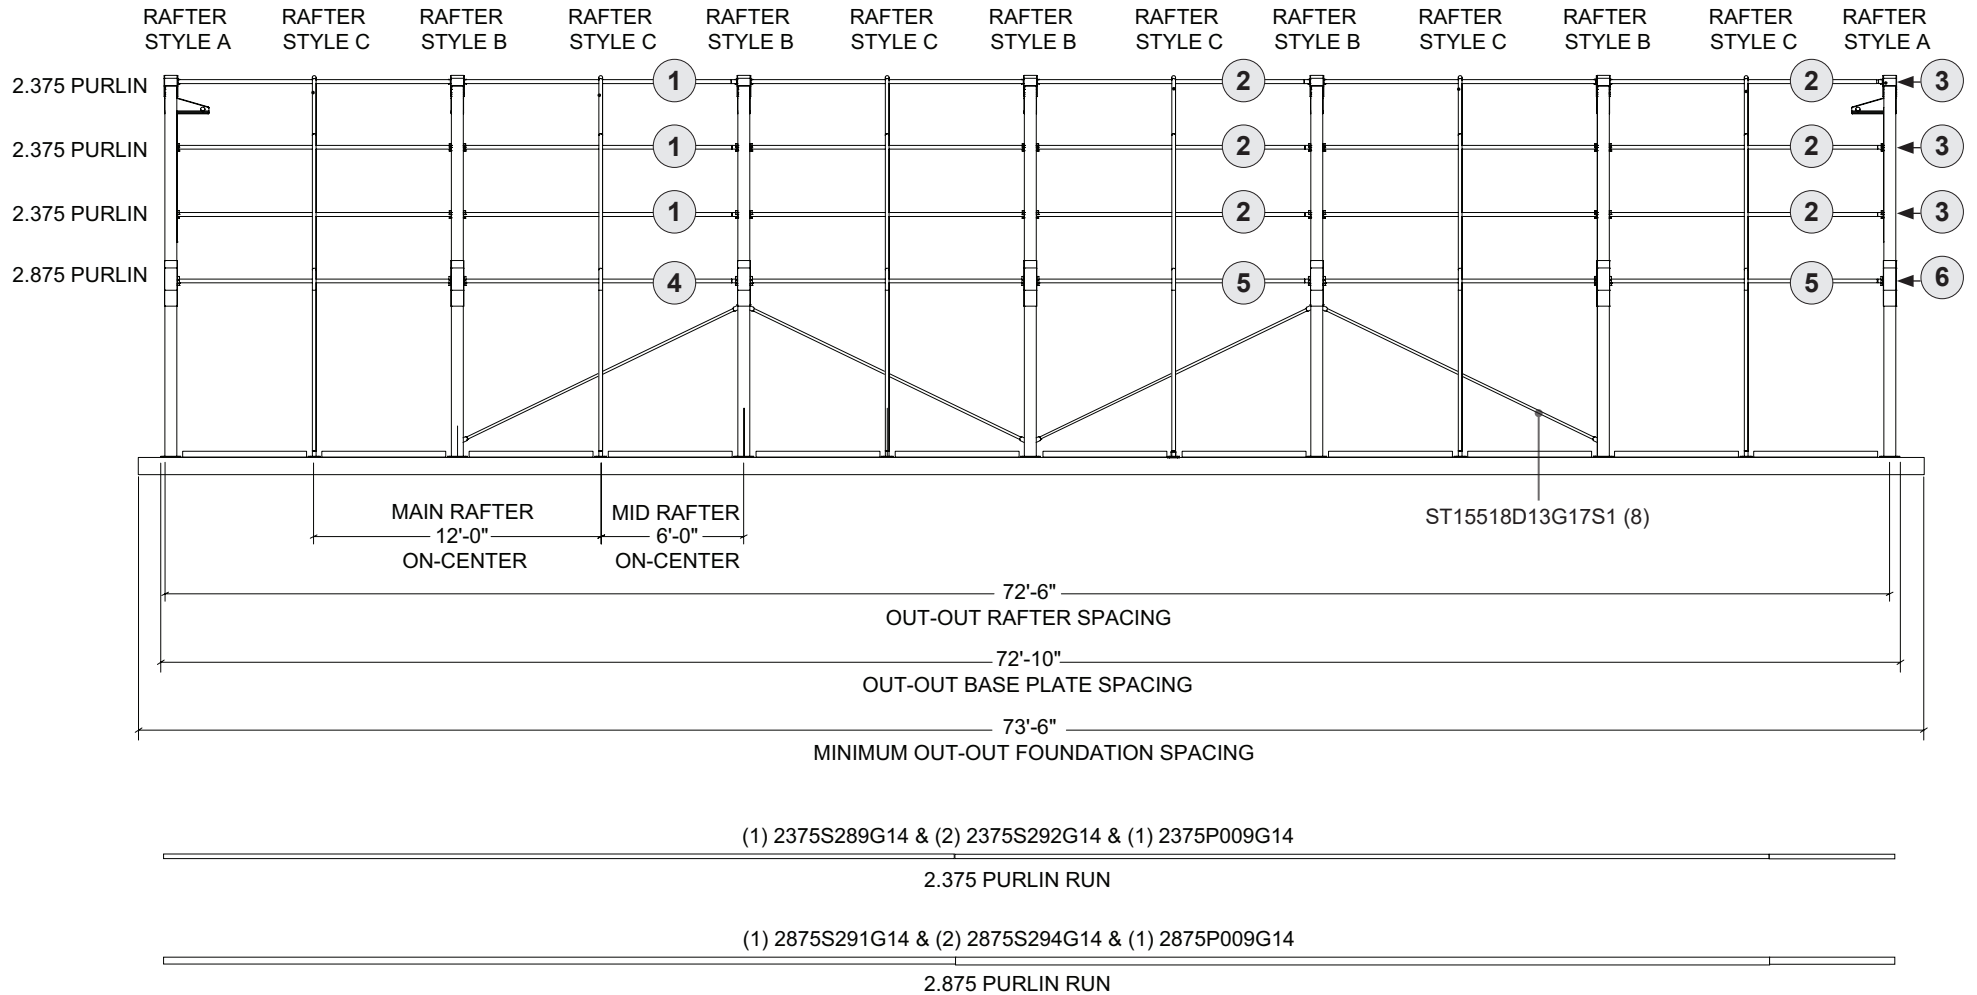 RAFTER STYLE A
RAFTER STYLE C
RAFTER STYLE B
RAFTER STYLE C
RAFTER STYLE B
RAFTER STYLE C
RAFTER STYLE B
RAFTER STYLE C
RAFTER STYLE B
RAFTER STYLE C
RAFTER STYLE B
RAFTER STYLE C
RAFTER STYLE A
2.375 PURLIN
1
2
2
3
2.375 PURLIN
1
2
2
3
2.375 PURLIN
1
2
2
3
2.875 PURLIN
4
5
5
6
MAIN RAFTER
12'-0"
ON-CENTER
MID RAFTER
6'-0"
ON-CENTER
ST15518D13G17S1 (8)
72'-6"
OUT-OUT RAFTER SPACING
72'-10"
OUT-OUT BASE PLATE SPACING
73'-6"
MINIMUM OUT-OUT FOUNDATION SPACING
(1) 2375S289G14 & (2) 2375S292G14 & (1) 2375P009G14
2.375 PURLIN RUN
(1) 2875S291G14 & (2) 2875S294G14 & (1) 2875P009G14
2.875 PURLIN RUN